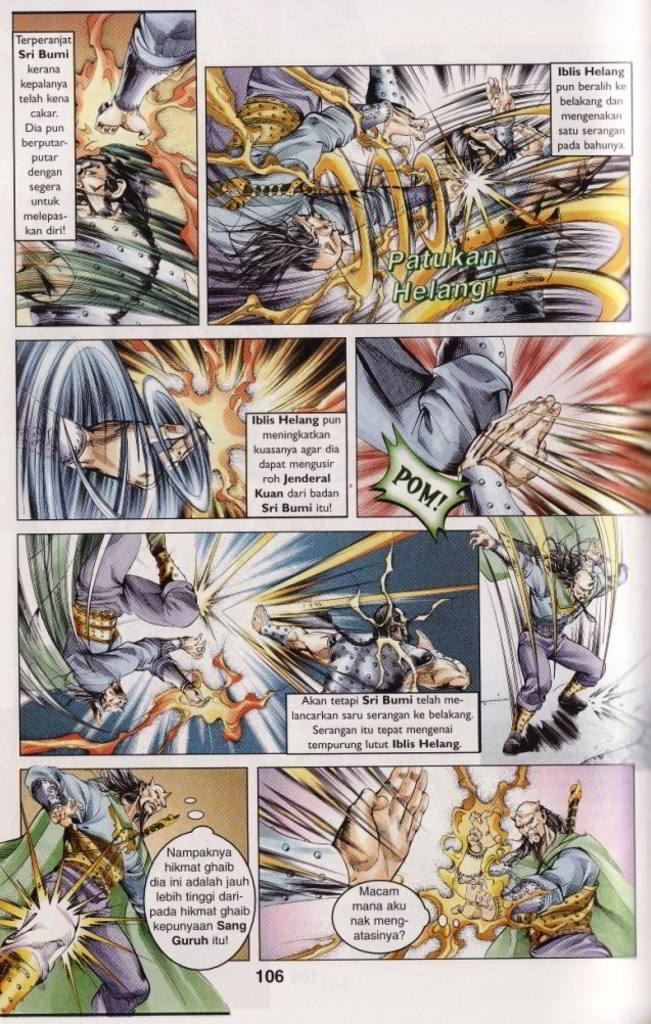 Terperanjat
Sri Bumi
kerana
kepalanya
telah kena
cakar.
Dia pun
berputar-
putar
dengan
segera
untuk
melepas-
kan diri!
Iblis Helang
pun beralih ke
belakang dan
mengenakan
satu serangan
pada bahunya.
Patukan
Helang!
Iblis Helang pun
meningkatkan
kuasanya agar dia
dapat mengusir
roh Jenderal
Kuan dari badan
Sri Bumi itu!
POM!
Akan tetapi Sri Bumi telah me-
lancarkan saru serangan ke belakang.
Serangan itu tepat mengenai
tempurung lutut Iblis Helang.
Nampaknya
hikmat ghaib
dia ini adalah jauh
lebih tinggi dari-
pada hikmat ghaib
kepunyaan Sang
Guruh itu!
Macam
mana aku
nak meng-
atasinya?
106